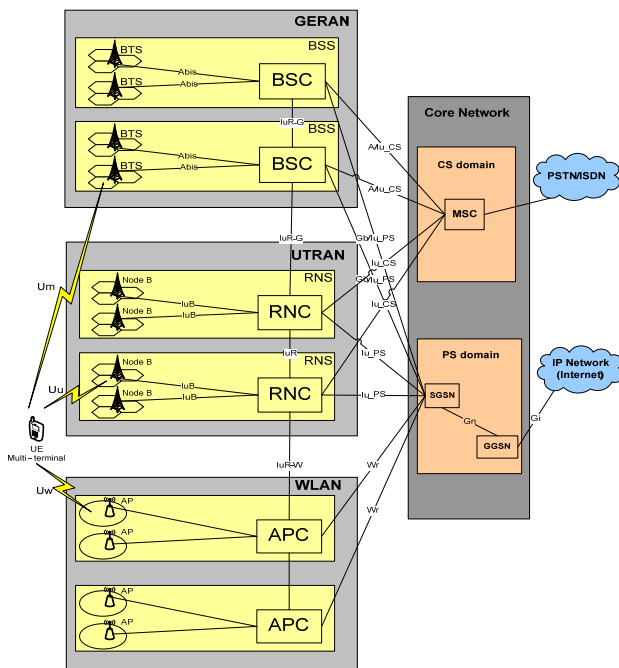 GERAN
BSS
BTS
BTS
Abis
Abis
BSC
IuR-G
BSS
BTS
BTS
Abis
Abis
BSC
IuR-G
UTRAN
RNS
Node B
Node B
IuB
IuB
RNC
IuR
RNS
Node B
Node B
IuB
IuB
RNC
IuR-W
WLAN
AP
AP
APC
AP
AP
APC
Um
Uu
UE
Multi-terminal
Uw
A/Iu_CS
A/Iu_CS
Gb/Iu_PS
Iu_CS
Gb/Iu_PS
Iu_CS
Iu_PS
Iu_PS
Wr
Wr
Core Network
CS domain
MSC
PSTN/ISDN
PS domain
SGSN
Gn
GGSN
Gi
IP Network
(Internet)